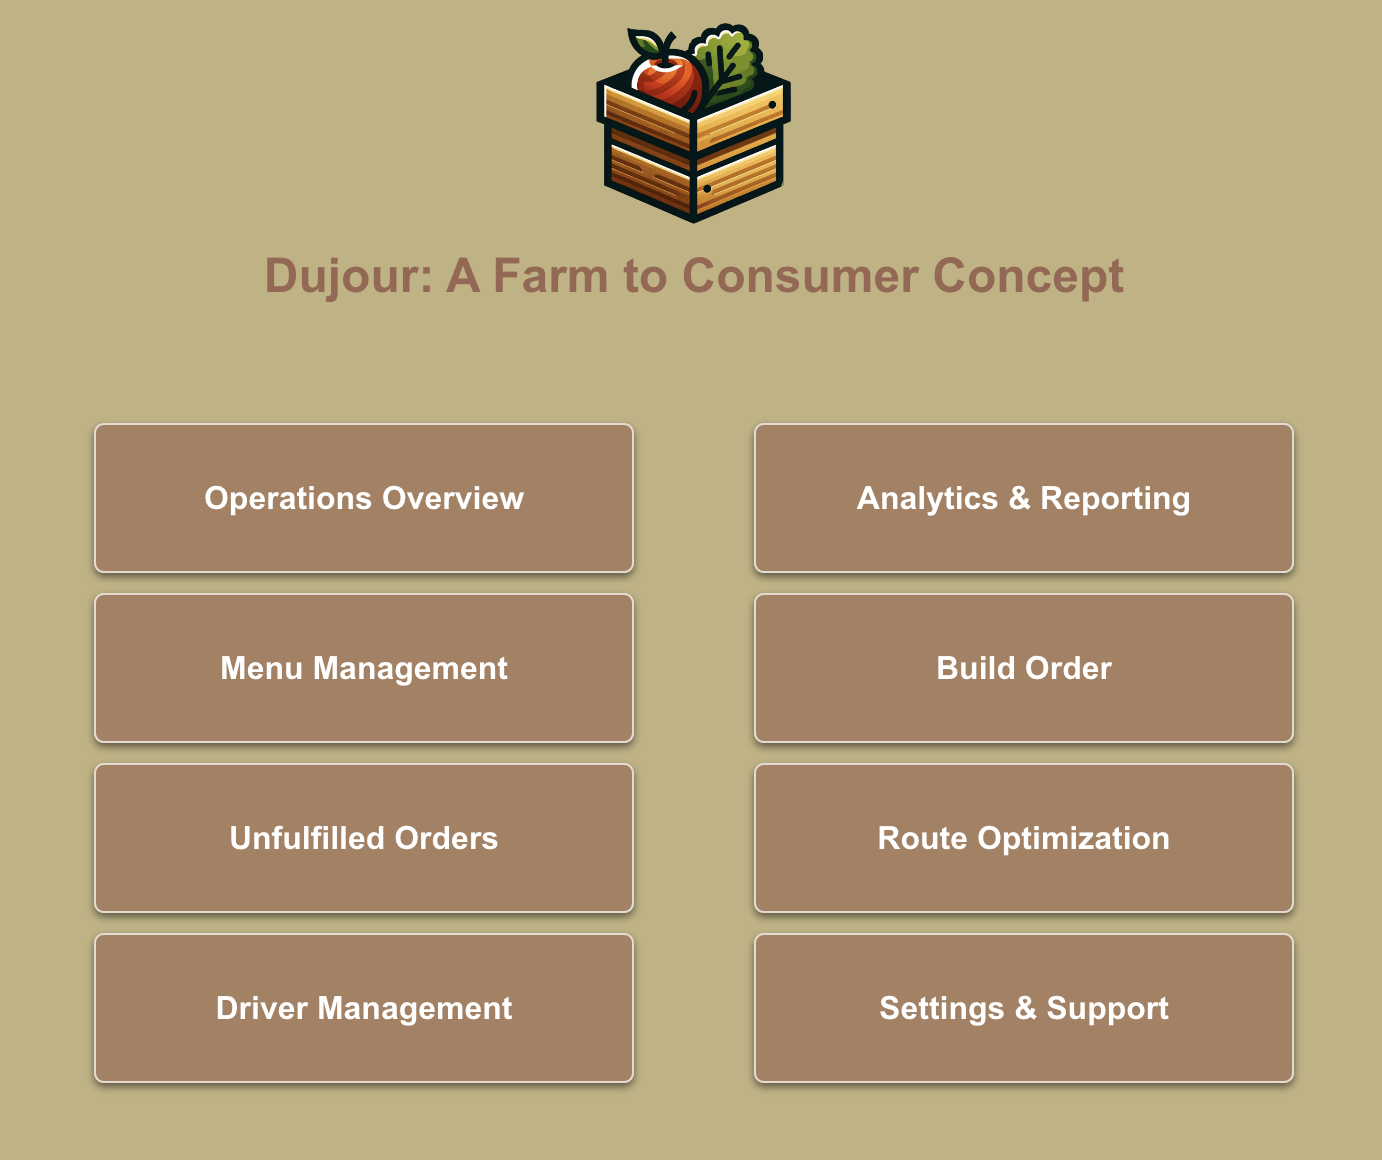 Dujour: A Farm to Consumer Concept
Operations Overview
Analytics & Reporting
Menu Management
Build Order
Unfulfilled Orders
Route Optimization
Driver Management
Settings & Support